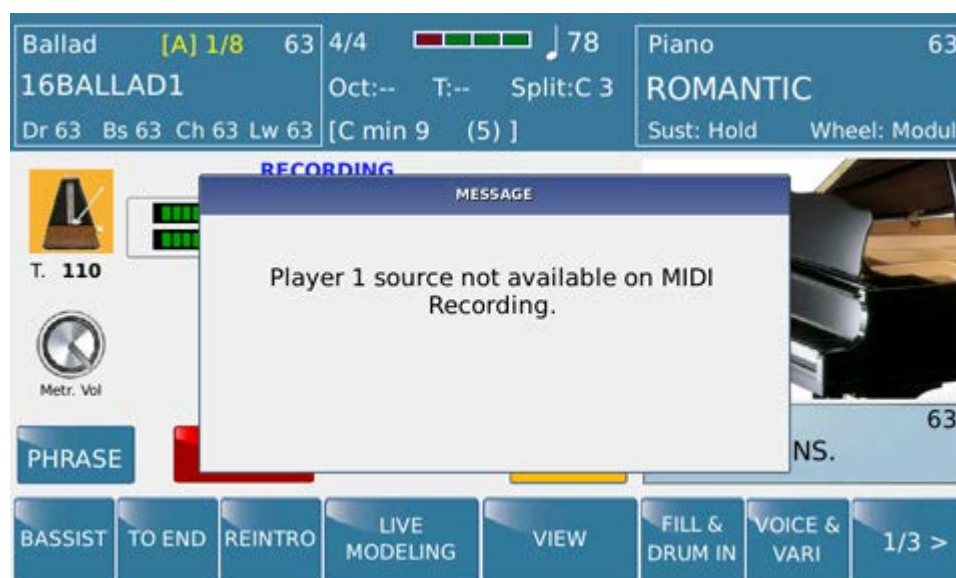 Ballad [A] 1/8 63
16BALLAD1
Dr 63 Bs 63 Ch 63 Lw 63
4/4 78
Oct:-- T:-- Split:C 3
[C min 9 (5) ]
Piano 63
ROMANTIC
Sust: Hold Wheel: Modul
RECORDING
MESSAGE
Player 1 source not available on MIDI
Recording.
T. 110
Metr. Vol
63
NS.
PHRASE
BASSIST
TO END
REINTRO
LIVE
MODELING
VIEW
FILL &
DRUM IN
VOICE &
VARI
1/3 >